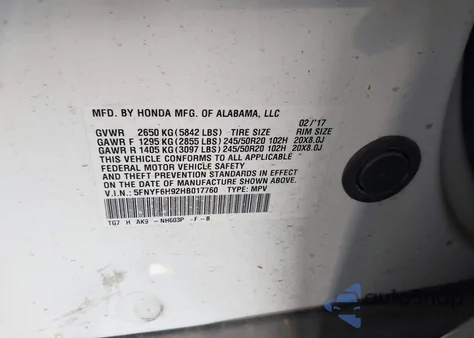 MFD. BY HONDA MFG. OF ALABAMA, LLC
02/'17
GVWR 2650 KG (5842 LBS) TIRE SIZE RIM SIZE
GAWR F 1295 KG (2855 LBS) 245/50R20 102H 20X8.0J
GAWR R 1405 KG (3097 LBS) 245/50R20 102H 20X8.0J
THIS VEHICLE CONFORMS TO ALL APPLICABLE
FEDERAL MOTOR VEHICLE SAFETY
AND THEFT PREVENTION STANDARDS IN EFFECT ON
THE DATE OF MANUFACTURE SHOWN ABOVE.
V.I.N.: 5FNYF6H92HB017760 TYPE: MPV
TG7 H AK9 -NH603P -F -B
autosnap